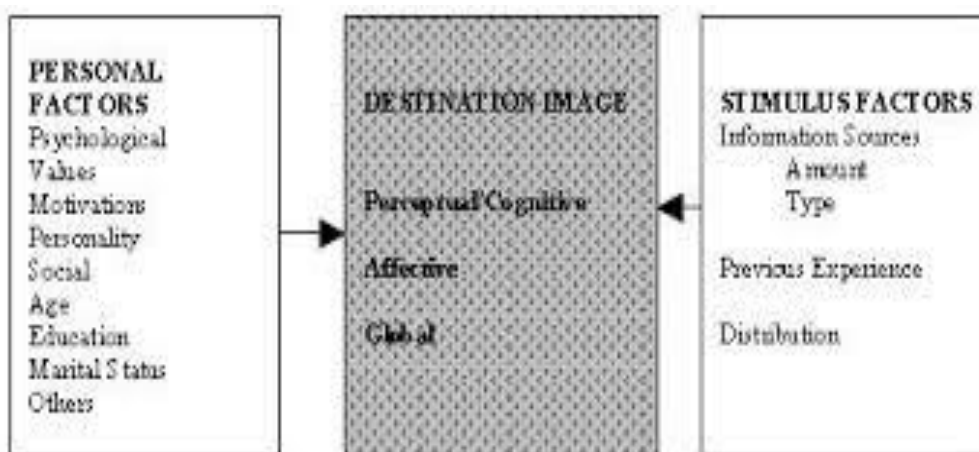 PERSONAL
FACTORS
Psychological
Values
Motivations
Personality
Social
Age
Education
Marital Status
Others
DESTINATION IMAGE
Perceptual/Cognitive
Affective
Global
STIMULUS FACTORS
Information Sources
Amount
Type
Previous Experience
Distribution